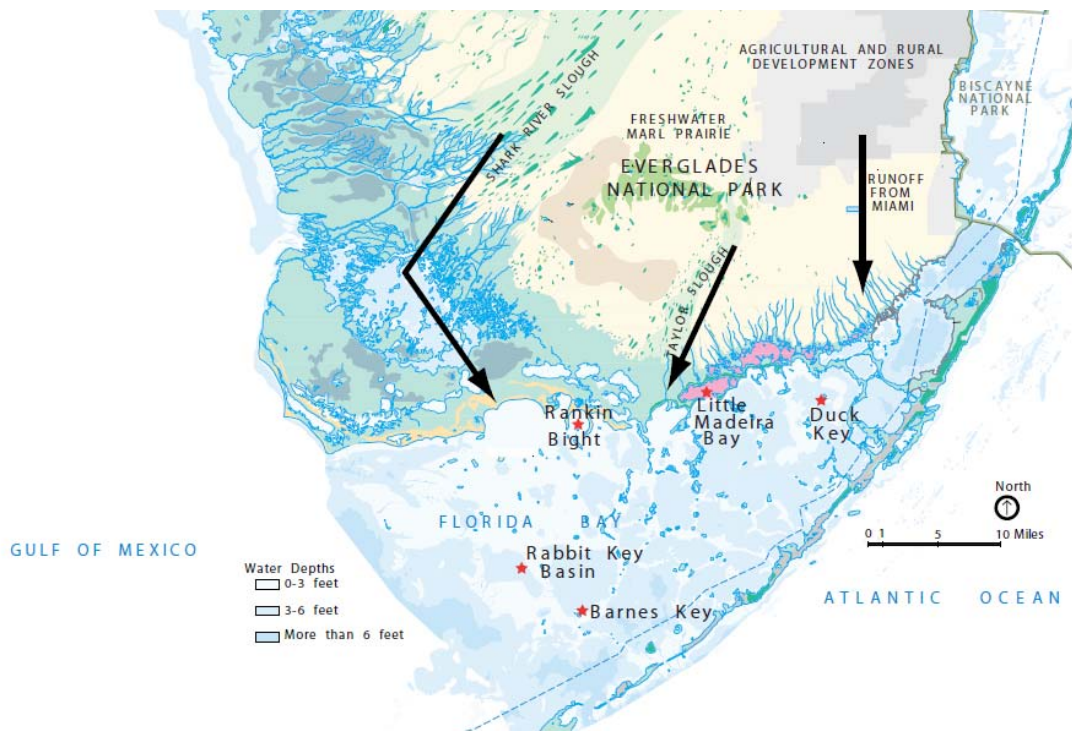 AGRICULTURAL AND RURAL
DEVELOPMENT ZONES
BISCAYNE
NATIONAL
PARK
SHARK RIVER SLOUGH
FRESHWATER
MARL PRAIRIE
EVERGLADES
NATIONAL PARK
RUNOFF
FROM
MIAMI
TAYLOR SLOUGH
Rankin
Bight
Little
Madeira
Bay
Duck
Key
North
FLORIDA BAY
0 1 5 10 Miles
GULF OF MEXICO
Rabbit Key
Basin
Water Depths
0-3 feet
3-6 feet
More than 6 feet
Barnes Key
ATLANTIC OCEAN